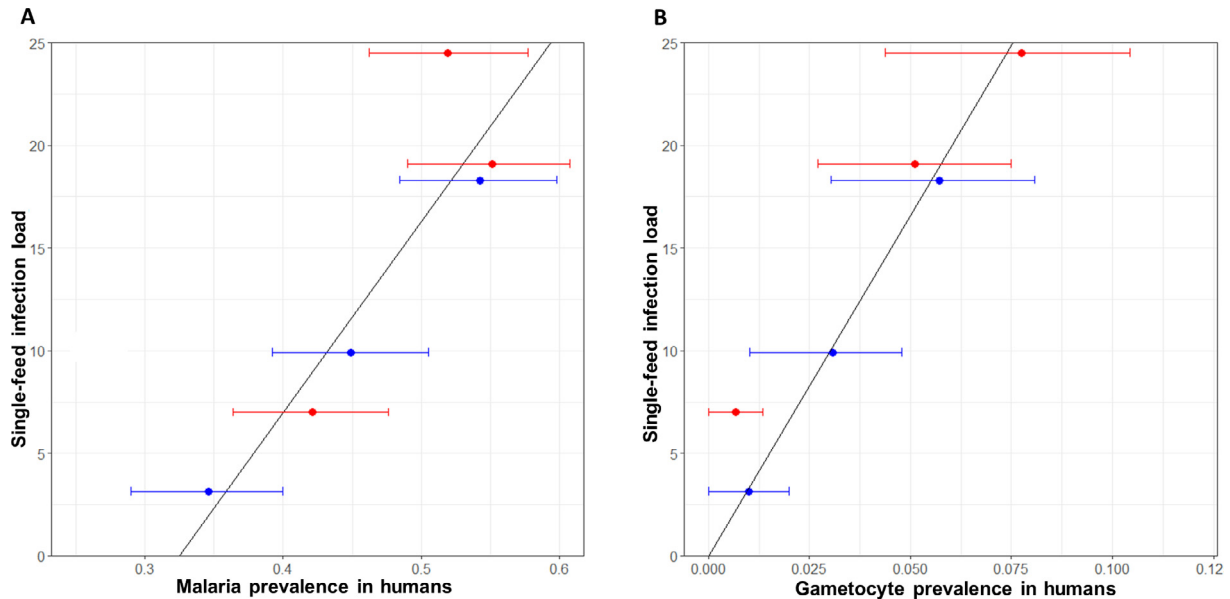 A
25
20
15
10
5
0
Single-feed infection load
0.3 0.4 0.5 0.6
Malaria prevalence in humans
B
25
20
15
10
5
0
Single-feed infection load
0.000 0.025 0.050 0.075 0.100 0.12
Gametocyte prevalence in humans